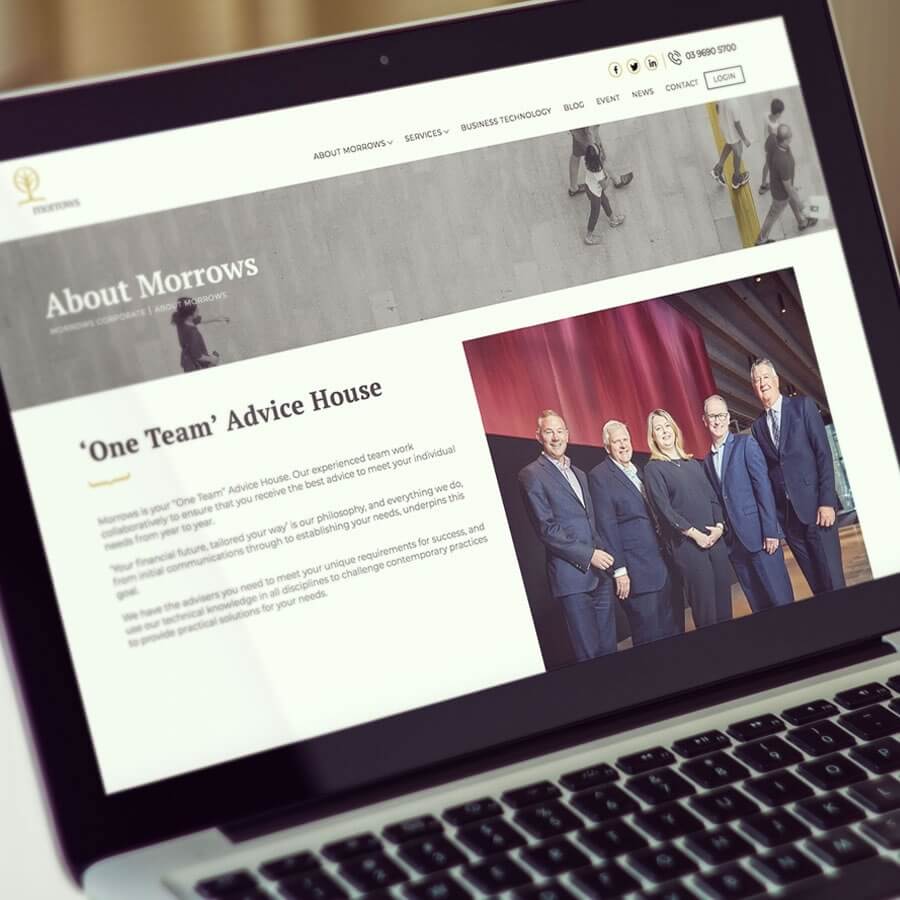 03 9690 5700
ABOUT MORROWS SERVICES BUSINESS TECHNOLOGY BLOG EVENT NEWS CONTACT LOGIN
morrows
About Morrows
MORROWS CORPORATE | ABOUT MORROWS
‘One Team’ Advice House
Morrows is your "One Team" Advice House. Our experienced team work
collaboratively to ensure that you receive the best advice to meet your individual
needs from year to year.
'Your financial future, tailored your way' is our philosophy, and everything we do,
from initial communications through to establishing your needs, underpins this
goal.
We have the advisers you need to meet your unique requirements for success, and
use our technical knowledge in all disciplines to challenge contemporary practices
to provide practical solutions for your needs.